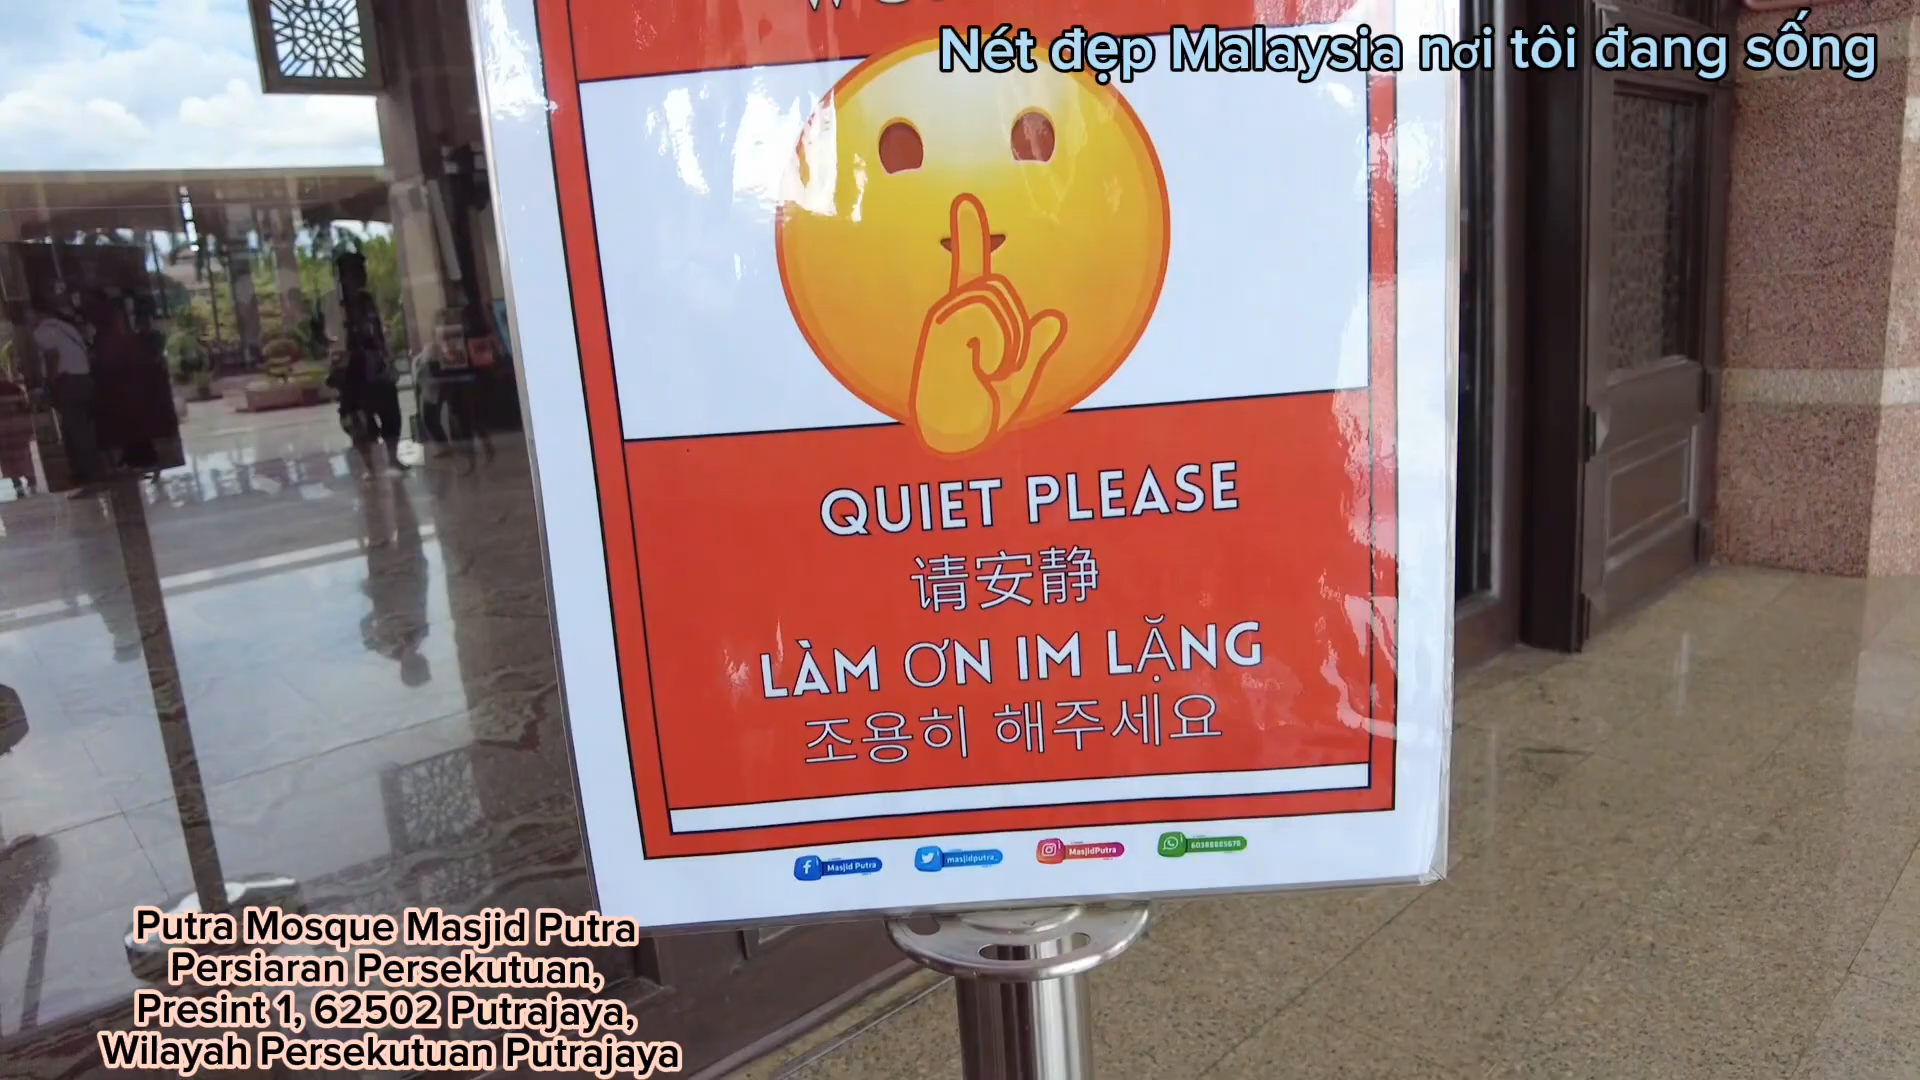 Nét đẹp Malaysia nơi tôi đang sống
QUIET PLEASE
请安静
LÀM ƠN IM LẶNG
조용히 해주세요
Masjid Putra
masjidputra_
MasjidPutra
60388885678
Putra Mosque Masjid Putra
Persiaran Persekutuan,
Presint 1, 62502 Putrajaya,
Wilayah Persekutuan Putrajaya